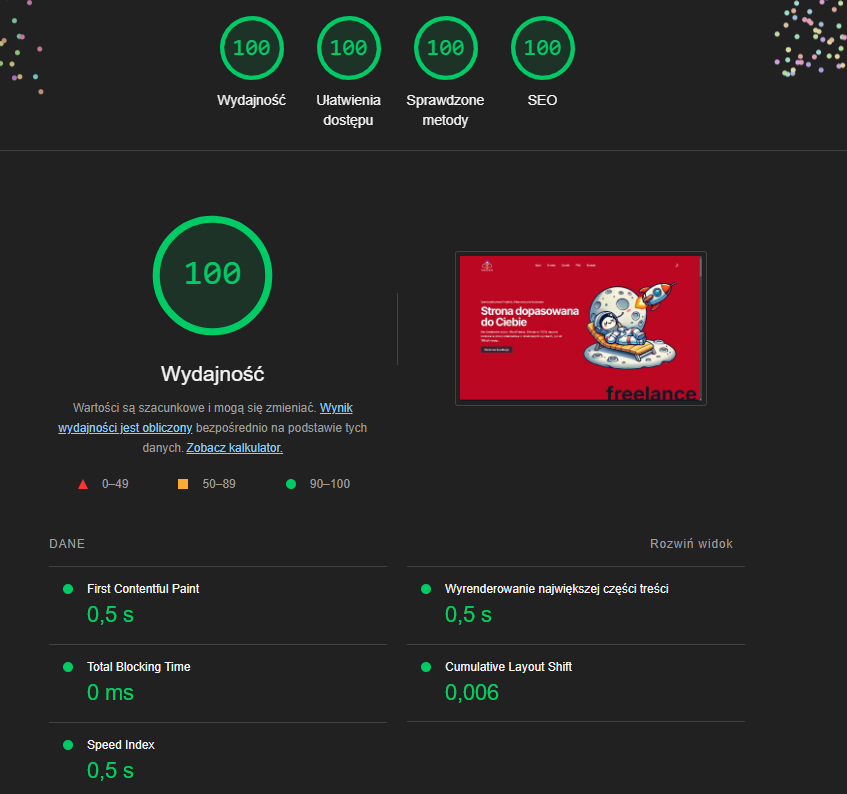 100
100
100
100
Wydajność
Ułatwienia
dostępu
Sprawdzone
metody
SEO
100
Wydajność
Wartości są szacunkowe i mogą się zmieniać. Wynik
wydajności jest obliczony bezpośrednio na podstawie tych
danych. Zobacz kalkulator.
0–49
50–89
90–100
Strona dopasowana
do Ciebie
freelance
DANE
Rozwiń widok
First Contentful Paint
0,5 s
Wyrenderowanie największej części treści
0,5 s
Total Blocking Time
0 ms
Cumulative Layout Shift
0,006
Speed Index
0,5 s